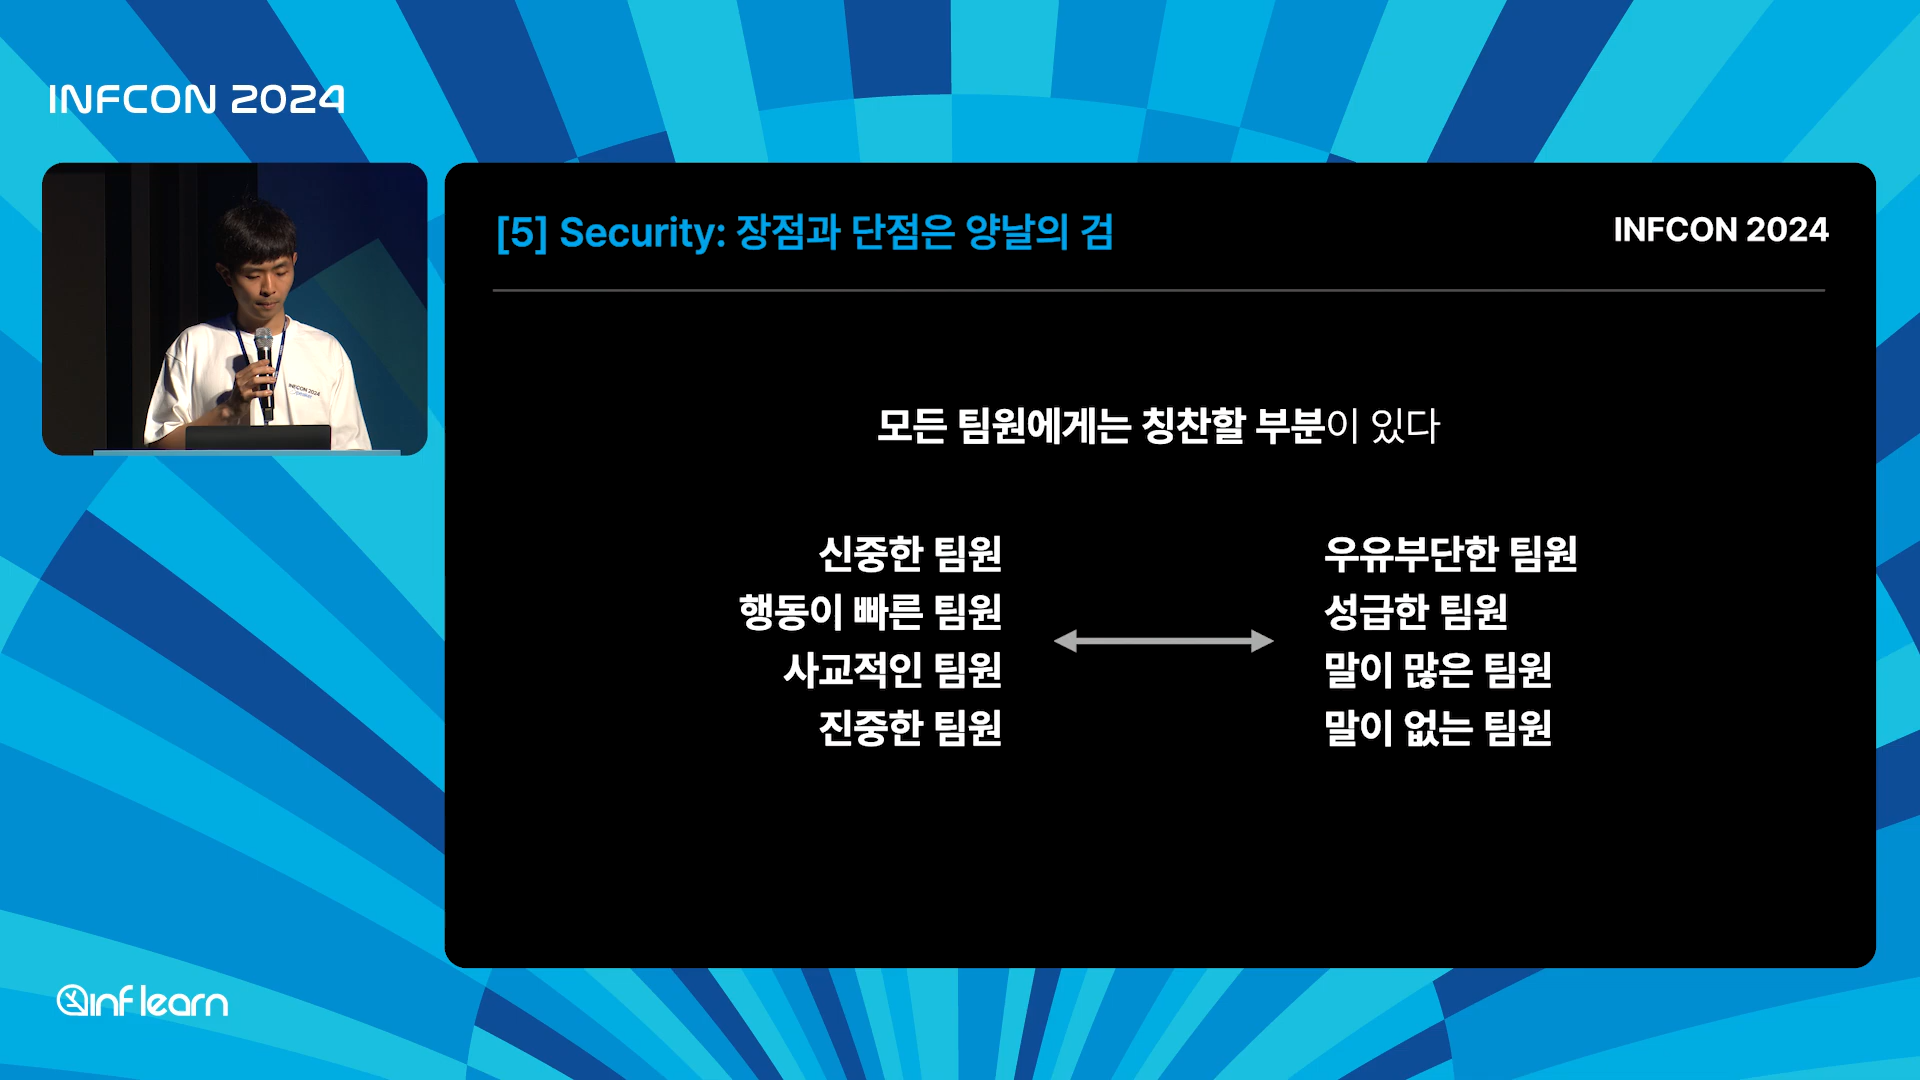 INFCON 2024
[5] Security: 장점과 단점은 양날의 검
INFCON 2024
모든 팀원에게는 칭찬할 부분이 있다
신중한 팀원
행동이 빠른 팀원
사교적인 팀원
진중한 팀원
우유부단한 팀원
성급한 팀원
말이 많은 팀원
말이 없는 팀원
INFCON 2024
inflearn